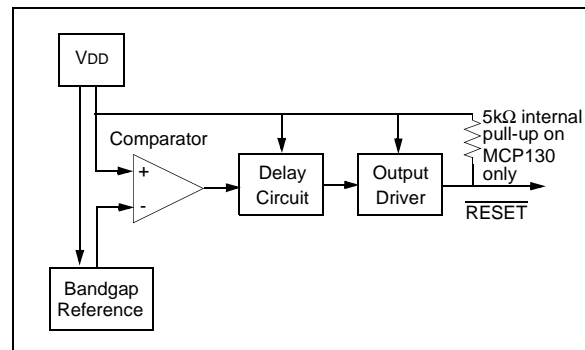 VDD
Comparator
+
-
Delay
Circuit
Output
Driver
5kΩ internal
pull-up on
MCP130
only
RESET
Bandgap
Reference